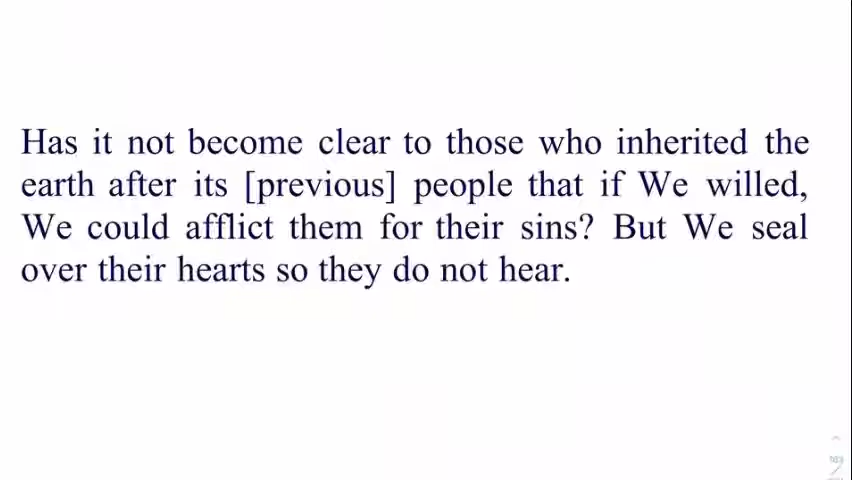 Has it not become clear to those who inherited the
earth after its [previous] people that if We willed,
We could afflict them for their sins? But We seal
over their hearts so they do not hear.